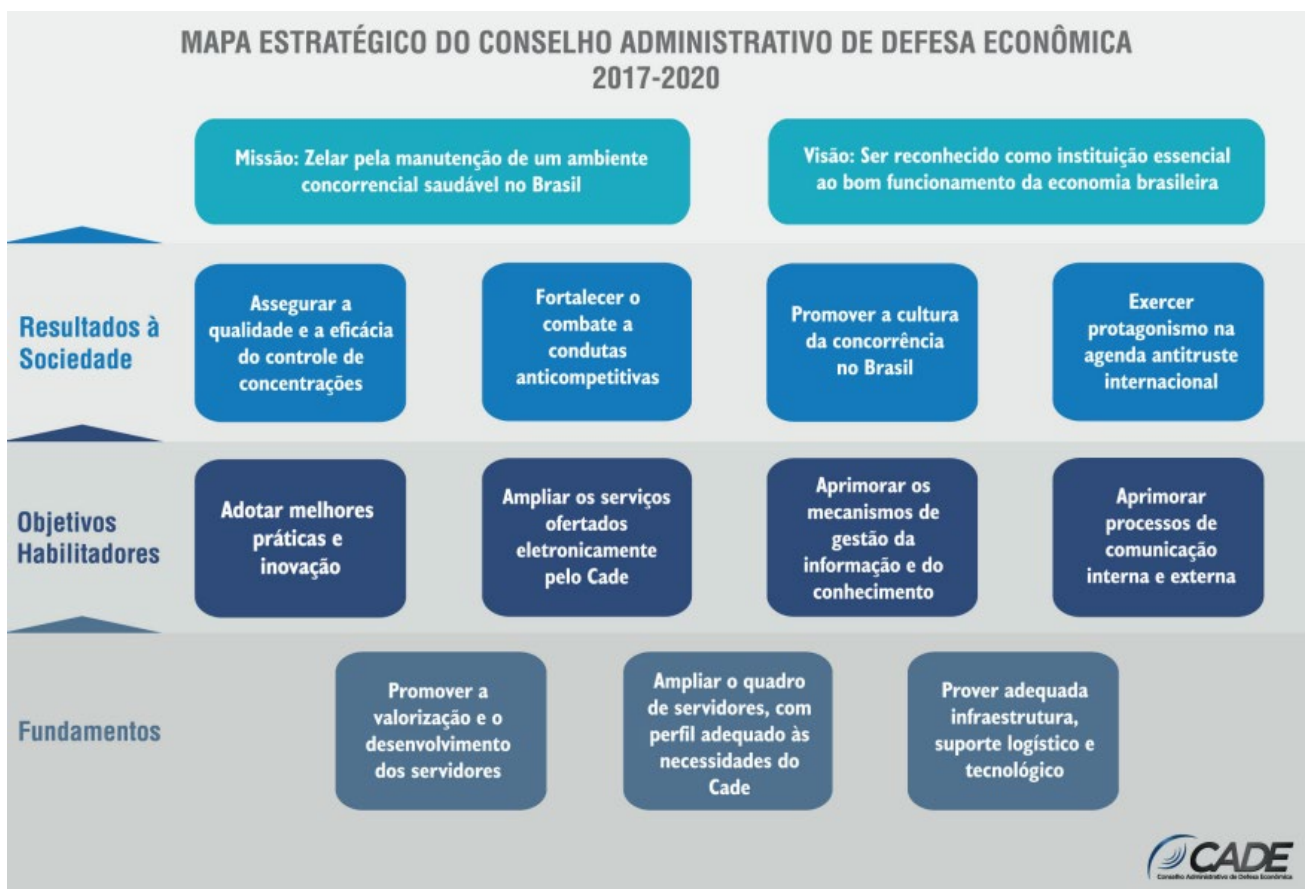 MAPA ESTRATÉGICO DO CONSELHO ADMINISTRATIVO DE DEFESA ECONÔMICA
2017-2020
Missão: Zelar pela manutenção de um ambiente
concorrencial saudável no Brasil
Visão: Ser reconhecido como instituição essencial
ao bom funcionamento da economia brasileira
Resultados à
Sociedade
Assegurar a
qualidade e a eficácia
do controle de
concentrações
Fortalecer o
combate a
condutas
anticompetitivas
Promover a cultura
da concorrência
no Brasil
Exercer
protagonismo na
agenda antitruste
internacional
Objetivos
Habilitadores
Adotar melhores
práticas e
inovação
Ampliar os serviços
ofertados
eletronicamente
pelo Cade
Aprimorar os
mecanismos de
gestão da
informação e do
conhecimento
Aprimorar
processos de
comunicação
interna e externa
Fundamentos
Promover a
valorização e o
desenvolvimento
dos servidores
Ampliar o quadro
de servidores, com
perfil adequado às
necessidades do
Cade
Prover adequada
infraestrutura,
suporte logístico e
tecnológico
CADE
Conselho Administrativo de Defesa Econômica